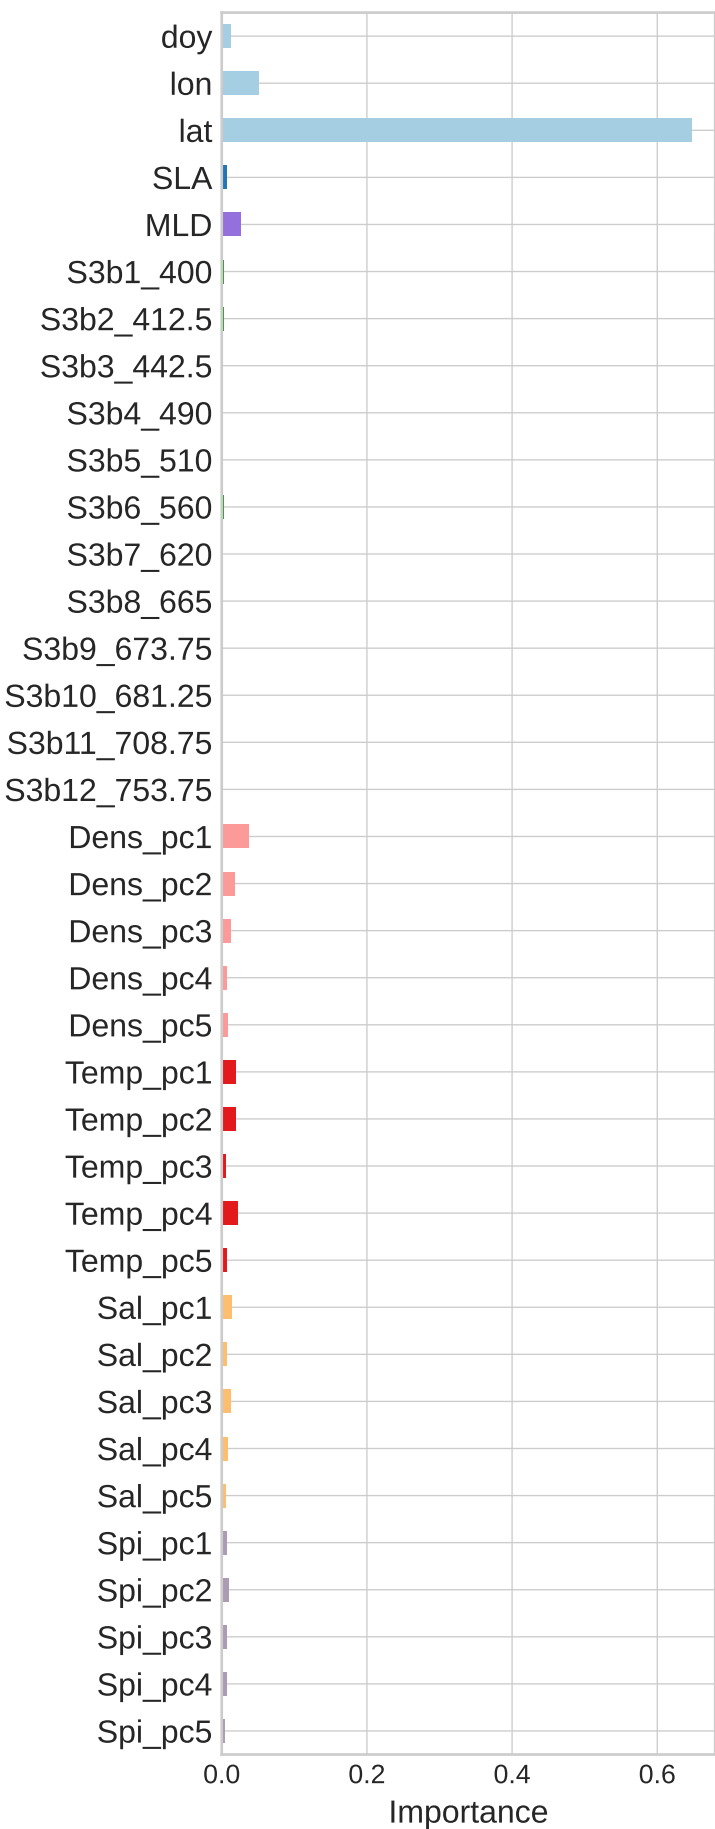 doy
lon
lat
SLA
MLD
S3b1_400
S3b2_412.5
S3b3_442.5
S3b4_490
S3b5_510
S3b6_560
S3b7_620
S3b8_665
S3b9_673.75
S3b10_681.25
S3b11_708.75
S3b12_753.75
Dens_pc1
Dens_pc2
Dens_pc3
Dens_pc4
Dens_pc5
Temp_pc1
Temp_pc2
Temp_pc3
Temp_pc4
Temp_pc5
Sal_pc1
Sal_pc2
Sal_pc3
Sal_pc4
Sal_pc5
Spi_pc1
Spi_pc2
Spi_pc3
Spi_pc4
Spi_pc5
0.0 0.2 0.4 0.6
Importance